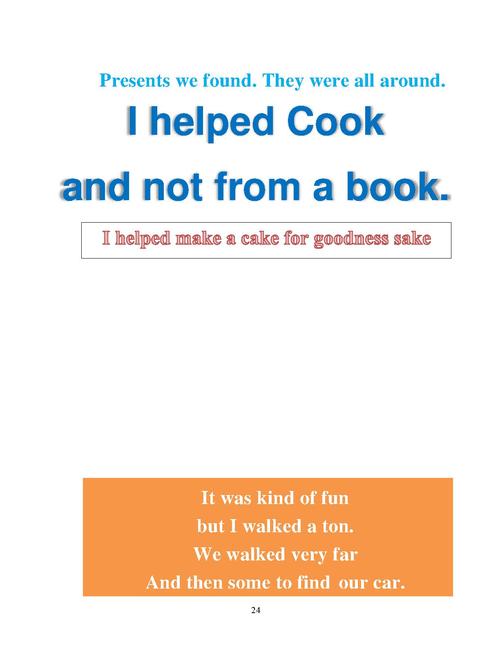 Presents we found. They were all around.
I helped Cook
and not from a book.
I helped make a cake for goodness sake
It was kind of fun
but I walked a ton.
We walked very far
And then some to find our car.
24